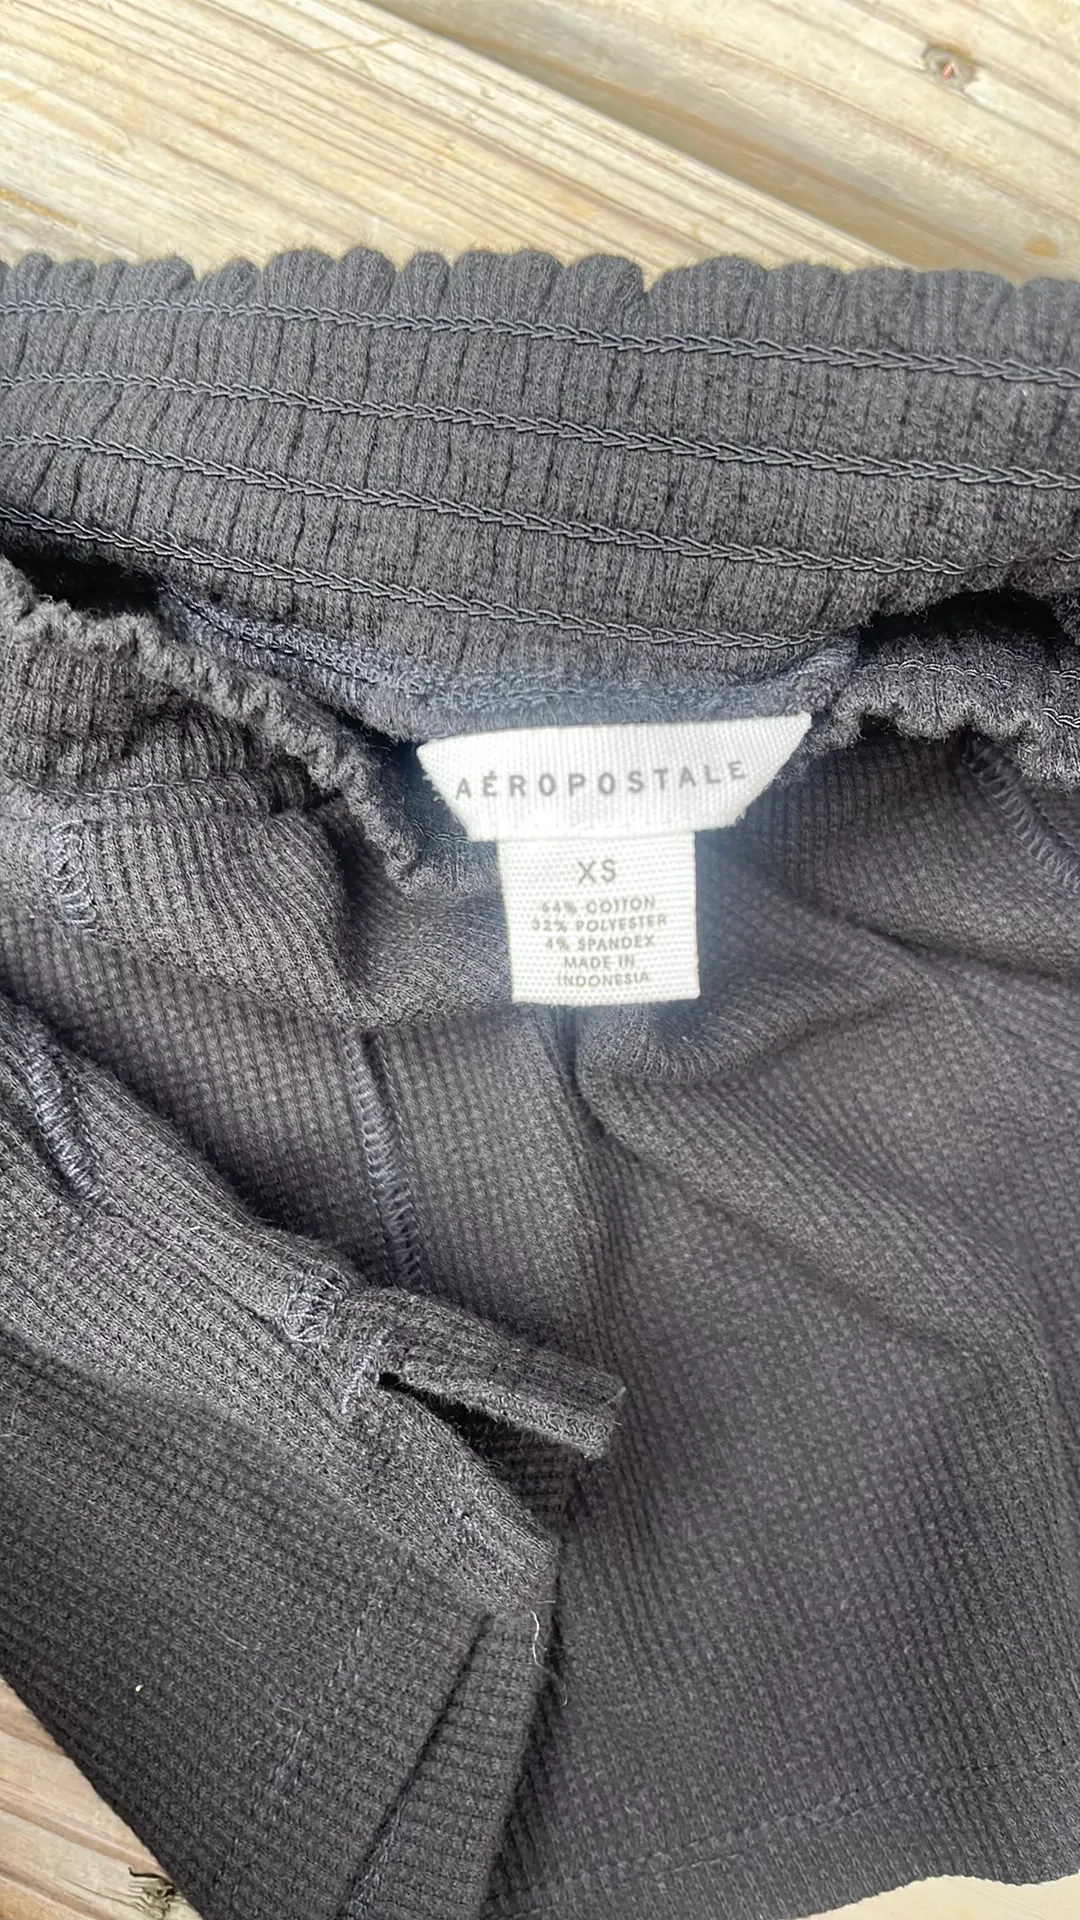 AÉROPOSTALE
XS
64% COTTON
32% POLYESTER
4% SPANDEX
MADE IN
INDONESIA